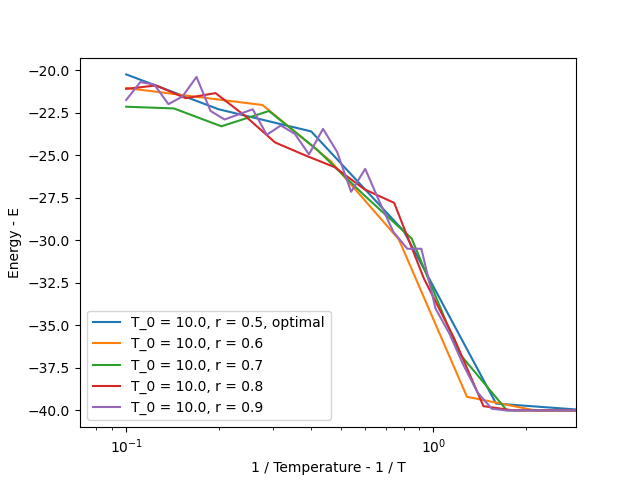 −20.0
−22.5
−25.0
−27.5
−30.0
−32.5
−35.0
−37.5
−40.0
Energy - E
T_0 = 10.0, r = 0.5, optimal
T_0 = 10.0, r = 0.6
T_0 = 10.0, r = 0.7
T_0 = 10.0, r = 0.8
T_0 = 10.0, r = 0.9
10⁻¹ 10⁰
1 / Temperature - 1 / T